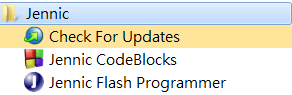 Jennic
Check For Updates
Jennic CodeBlocks
Jennic Flash Programmer